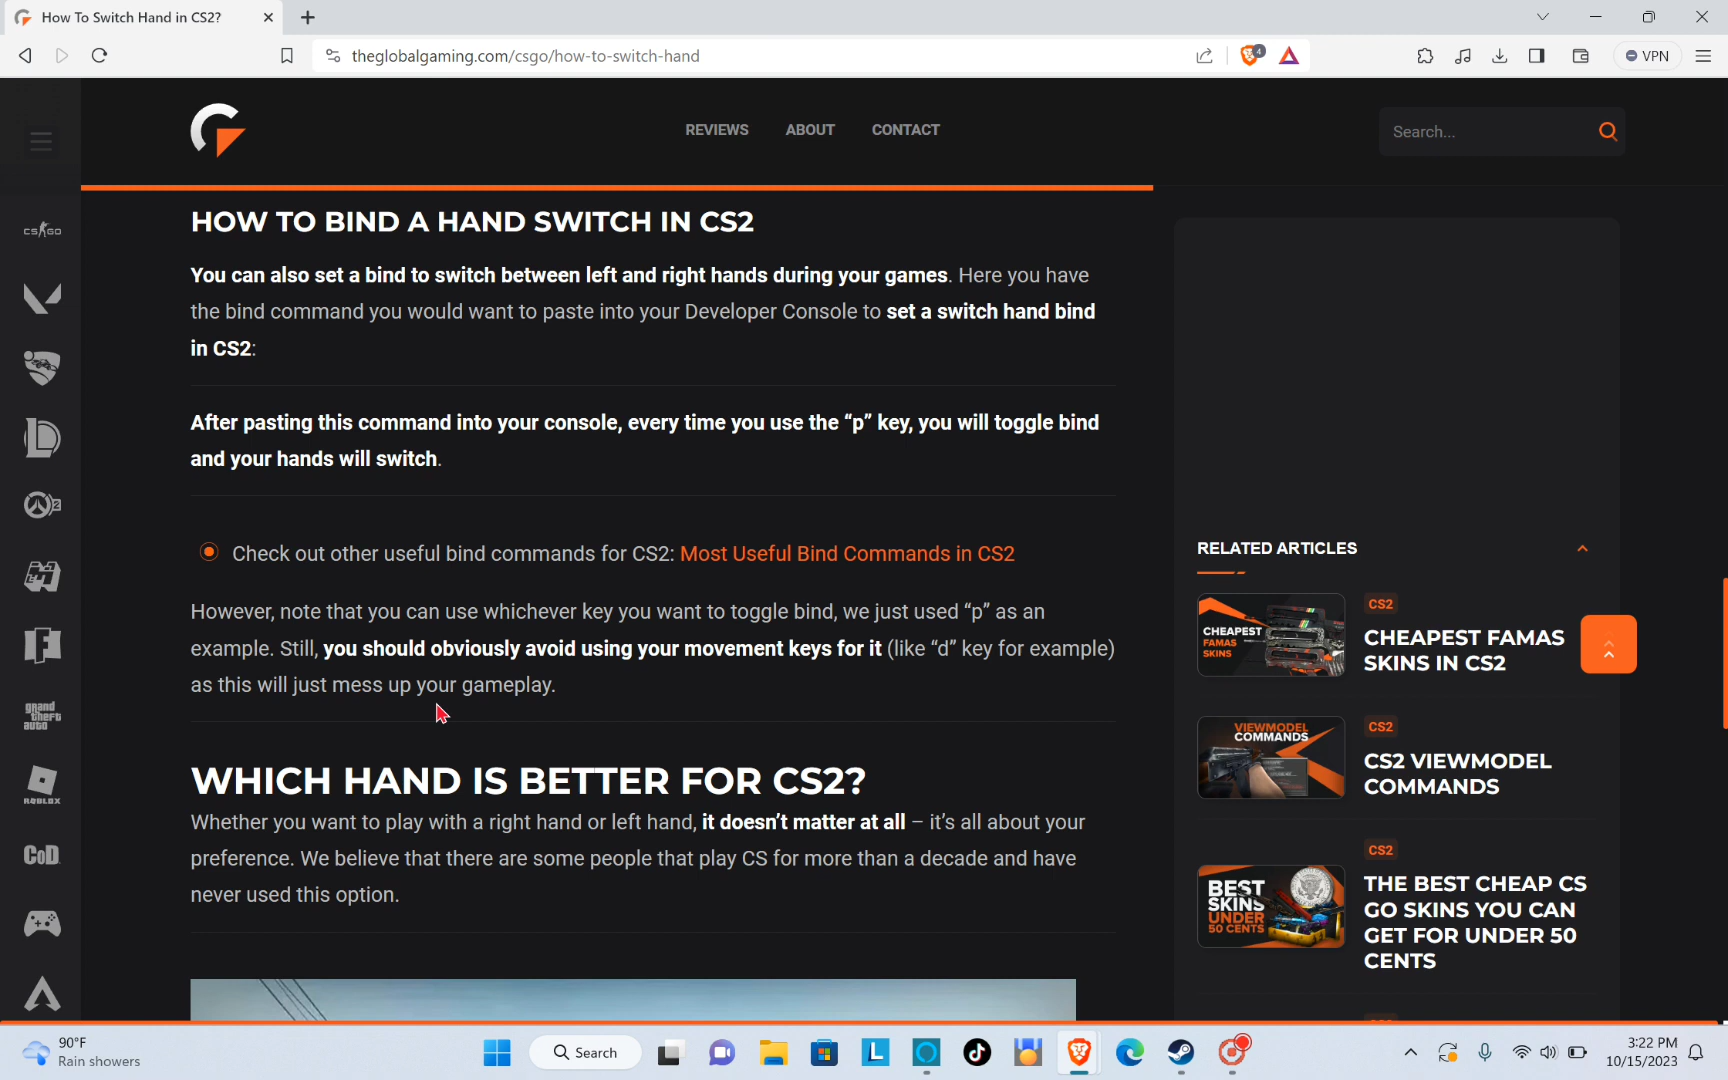 How To Switch Hand in CS2?
theglobalgaming.com/csgo/how-to-switch-hand
4
VPN
REVIEWS
ABOUT
CONTACT
Search...
HOW TO BIND A HAND SWITCH IN CS2
You can also set a bind to switch between left and right hands during your games. Here you have
the bind command you would want to paste into your Developer Console to set a switch hand bind
in CS2:
After pasting this command into your console, every time you use the “p” key, you will toggle bind
and your hands will switch.
Check out other useful bind commands for CS2: Most Useful Bind Commands in CS2
However, note that you can use whichever key you want to toggle bind, we just used “p” as an
example. Still, you should obviously avoid using your movement keys for it (like “d” key for example)
as this will just mess up your gameplay.
WHICH HAND IS BETTER FOR CS2?
Whether you want to play with a right hand or left hand, it doesn’t matter at all – it’s all about your
preference. We believe that there are some people that play CS for more than a decade and have
never used this option.
CS GO
2
grand
theft
auto
ROBLOX
CoD
RELATED ARTICLES
CHEAPEST
FAMAS
SKINS
CS2
CHEAPEST FAMAS
SKINS IN CS2
VIEWMODEL
COMMANDS
CS2
CS2 VIEWMODEL
COMMANDS
BEST
SKINS
UNDER
50 CENTS
CS2
THE BEST CHEAP CS
GO SKINS YOU CAN
GET FOR UNDER 50
CENTS
90°F
Rain showers
Search
L
3:22 PM
10/15/2023